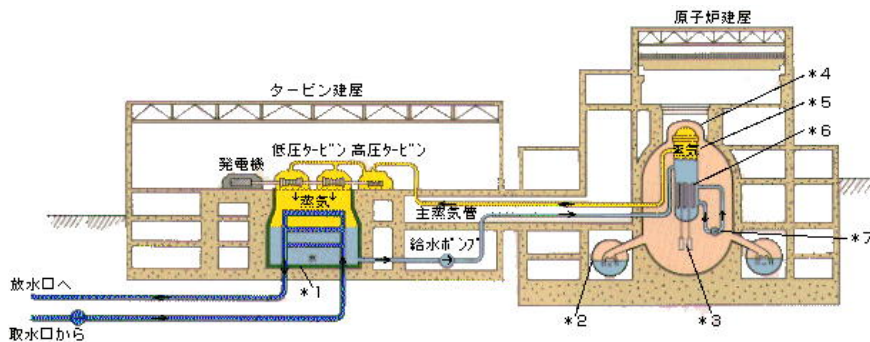 原子炉建屋
*4
タービン建屋
*5
*6
低圧タービン 高圧タービン
蒸気
発電機
↓蒸気↓
主蒸気管
給水ポンプ
*7
放水口へ
*1
*2
*3
取水口から